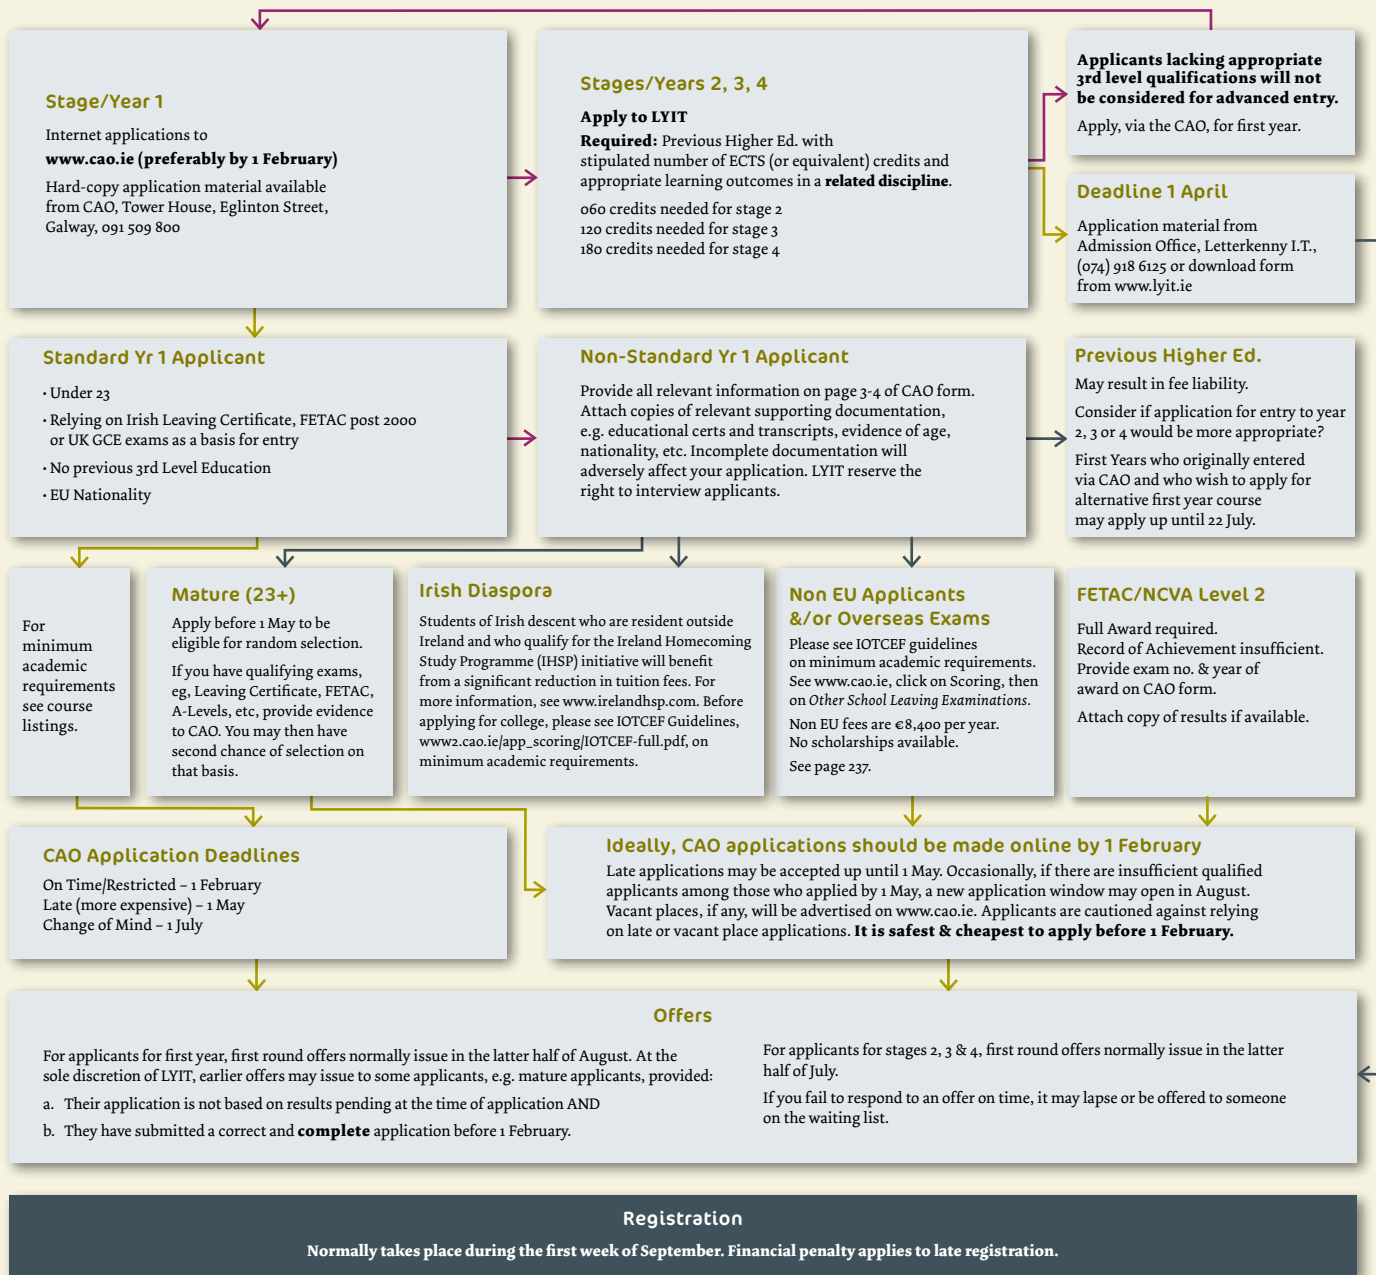 Stage/Year 1
Internet applications to
www.cao.ie (preferably by 1 February)
Hard-copy application material available
from CAO, Tower House, Eglinton Street,
Galway, 091 509 800
Stages/Years 2, 3, 4
Apply to LYIT
Required: Previous Higher Ed. with
stipulated number of ECTS (or equivalent) credits and
appropriate learning outcomes in a related discipline.
060 credits needed for stage 2
120 credits needed for stage 3
180 credits needed for stage 4
Applicants lacking appropriate
3rd level qualifications will not
be considered for advanced entry.
Apply, via the CAO, for first year.
Deadline 1 April
Application material from
Admission Office, Letterkenny I.T.,
(074) 918 6125 or download form
from www.lyit.ie
Standard Yr 1 Applicant
· Under 23
· Relying on Irish Leaving Certificate, FETAC post 2000
or UK GCE exams as a basis for entry
· No previous 3rd Level Education
· EU Nationality
Non-Standard Yr 1 Applicant
Provide all relevant information on page 3-4 of CAO form.
Attach copies of relevant supporting documentation,
e.g. educational certs and transcripts, evidence of age,
nationality, etc. Incomplete documentation will
adversely affect your application. LYIT reserve the
right to interview applicants.
Previous Higher Ed.
May result in fee liability.
Consider if application for entry to year
2, 3 or 4 would be more appropriate?
First Years who originally entered
via CAO and who wish to apply for
alternative first year course
may apply up until 22 July.
For
minimum
academic
requirements
see course
listings.
Mature (23+)
Apply before 1 May to be
eligible for random selection.
If you have qualifying exams,
eg, Leaving Certificate, FETAC,
A-Levels, etc, provide evidence
to CAO. You may then have
second chance of selection on
that basis.
Irish Diaspora
Students of Irish descent who are resident outside
Ireland and who qualify for the Ireland Homecoming
Study Programme (IHSP) initiative will benefit
from a significant reduction in tuition fees. For
more information, see www.irelandhsp.com. Before
applying for college, please see IOTCEF Guidelines,
www2.cao.ie/app_scoring/IOTCEF-full.pdf, on
minimum academic requirements.
Non EU Applicants
&/or Overseas Exams
Please see IOTCEF guidelines
on minimum academic requirements.
See www.cao.ie, click on Scoring, then
on Other School Leaving Examinations.
Non EU fees are €8,400 per year.
No scholarships available.
See page 237.
FETAC/NCVA Level 2
Full Award required.
Record of Achievement insufficient.
Provide exam no. & year of
award on CAO form.
Attach copy of results if available.
CAO Application Deadlines
On Time/Restricted – 1 February
Late (more expensive) – 1 May
Change of Mind – 1 July
Ideally, CAO applications should be made online by 1 February
Late applications may be accepted up until 1 May. Occasionally, if there are insufficient qualified
applicants among those who applied by 1 May, a new application window may open in August.
Vacant places, if any, will be advertised on www.cao.ie. Applicants are cautioned against relying
on late or vacant place applications. It is safest & cheapest to apply before 1 February.
Offers
For applicants for first year, first round offers normally issue in the latter half of August. At the
sole discretion of LYIT, earlier offers may issue to some applicants, e.g. mature applicants, provided:
a. Their application is not based on results pending at the time of application AND
b. They have submitted a correct and complete application before 1 February.
For applicants for stages 2, 3 & 4, first round offers normally issue in the latter
half of July.
If you fail to respond to an offer on time, it may lapse or be offered to someone
on the waiting list.
Registration
Normally takes place during the first week of September. Financial penalty applies to late registration.